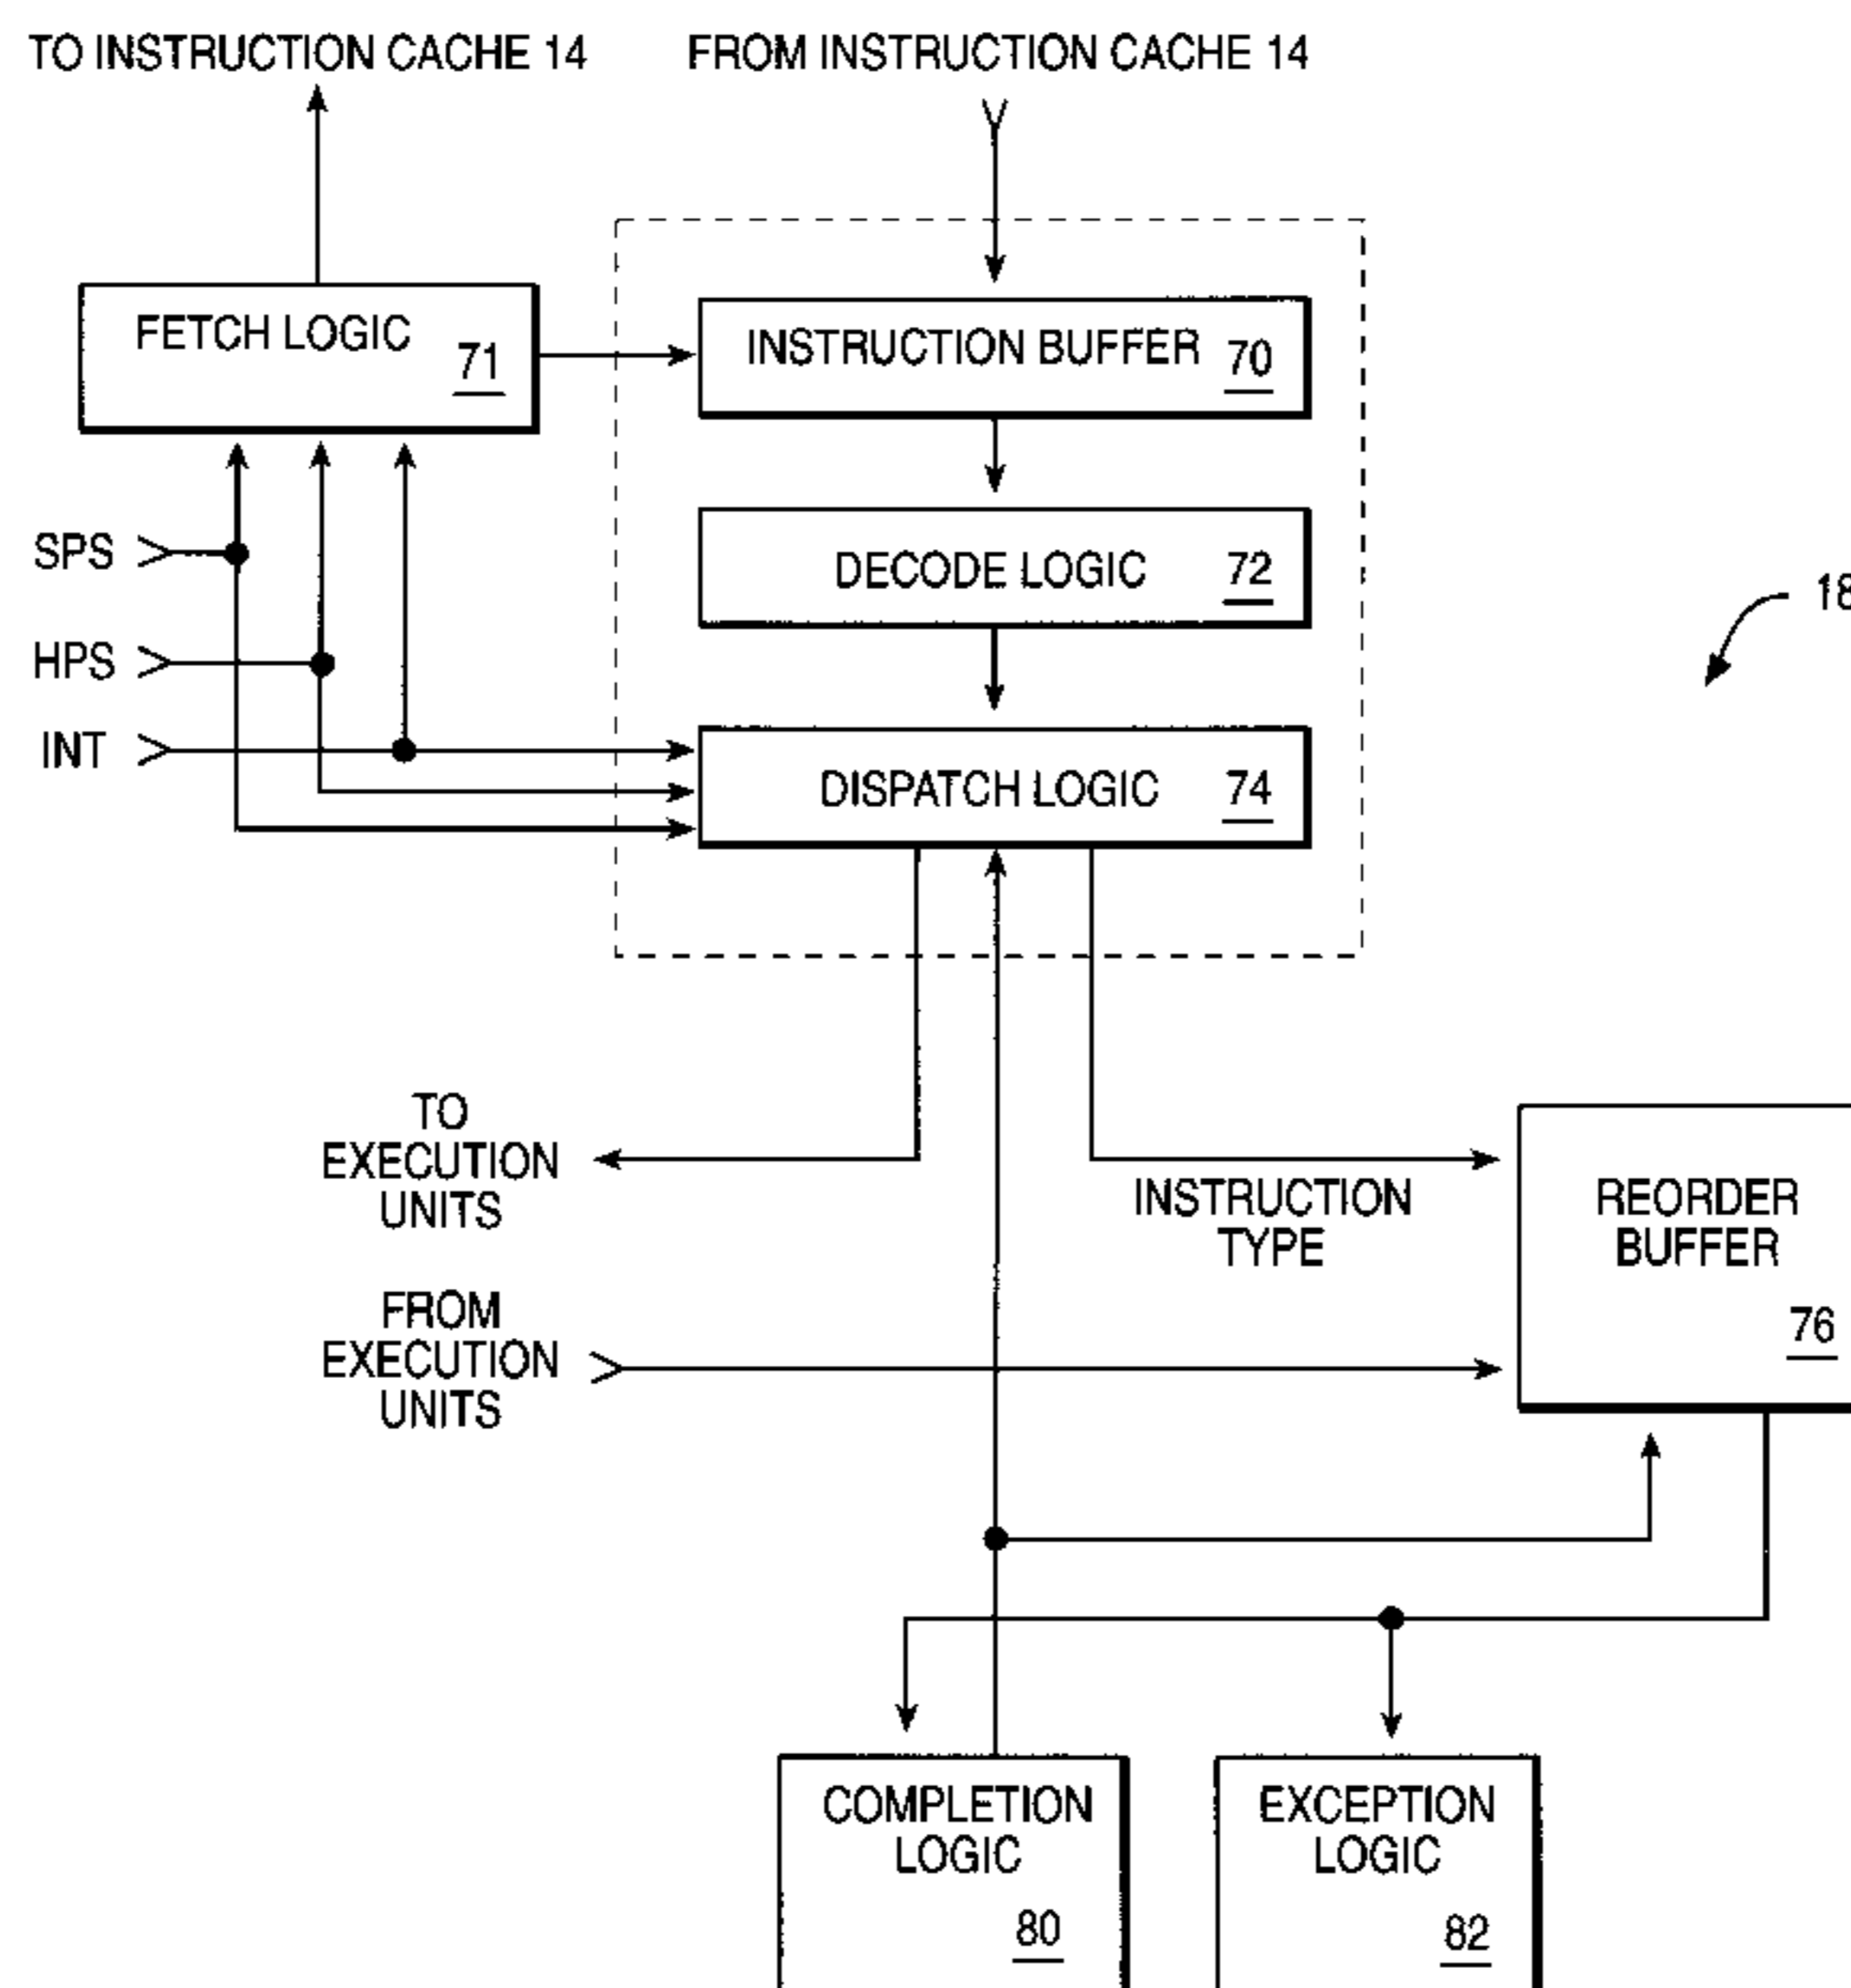 TO INSTRUCTION CACHE 14
FROM INSTRUCTION CACHE 14
FETCH LOGIC
71
INSTRUCTION BUFFER
70
DECODE LOGIC
72
SPS
HPS
INT
18
DISPATCH LOGIC
74
TO
EXECUTION
UNITS
INSTRUCTION
TYPE
REORDER
BUFFER
76
FROM
EXECUTION
UNITS
COMPLETION
LOGIC
80
EXCEPTION
LOGIC
82